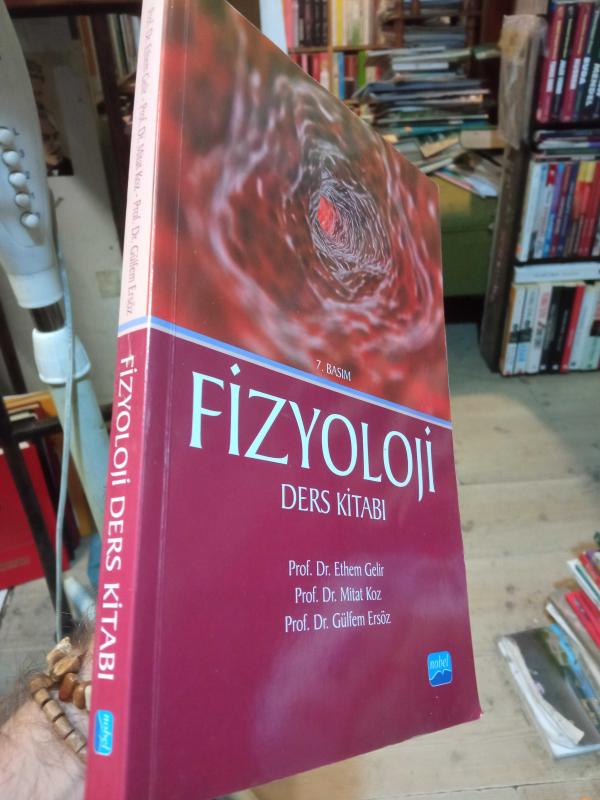 Prof. Dr. Ethem Gelir - Prof. Dr. Mitat Koz - Prof. Dr. Gülfem Ersöz
FİZYOLOJİ DERS KİTABI
nobel
7. BASIM
FİZYOLOJİ
DERS KİTABI
Prof. Dr. Ethem Gelir
Prof. Dr. Mitat Koz
Prof. Dr. Gülfem Ersöz
nobel